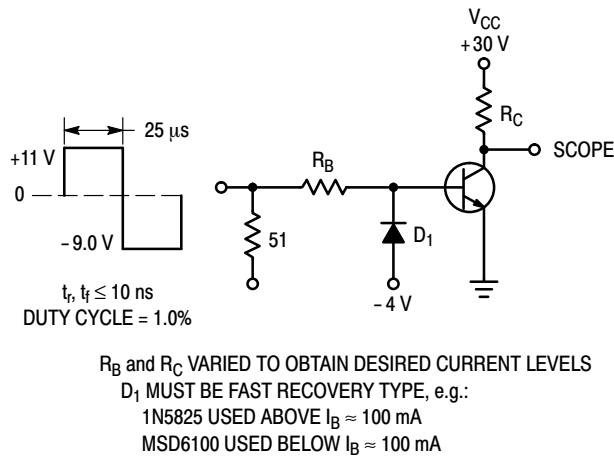 V_CC
+30 V
25 μs
R_C
+11 V
SCOPE
R_B
0
51
D_1
−9.0 V
−4 V
t_r, t_f ≤ 10 ns
DUTY CYCLE = 1.0%
R_B and R_C VARIED TO OBTAIN DESIRED CURRENT LEVELS
D_1 MUST BE FAST RECOVERY TYPE, e.g.:
1N5825 USED ABOVE I_B ≈ 100 mA
MSD6100 USED BELOW I_B ≈ 100 mA